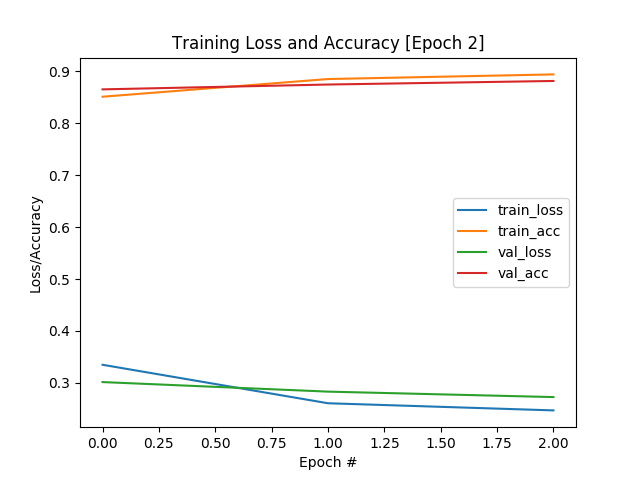 Training Loss and Accuracy [Epoch 2]
0.9
0.8
0.7
0.6
0.5
0.4
0.3
Loss/Accuracy
train_loss
train_acc
val_loss
val_acc
0.00 0.25 0.50 0.75 1.00 1.25 1.50 1.75 2.00
Epoch #